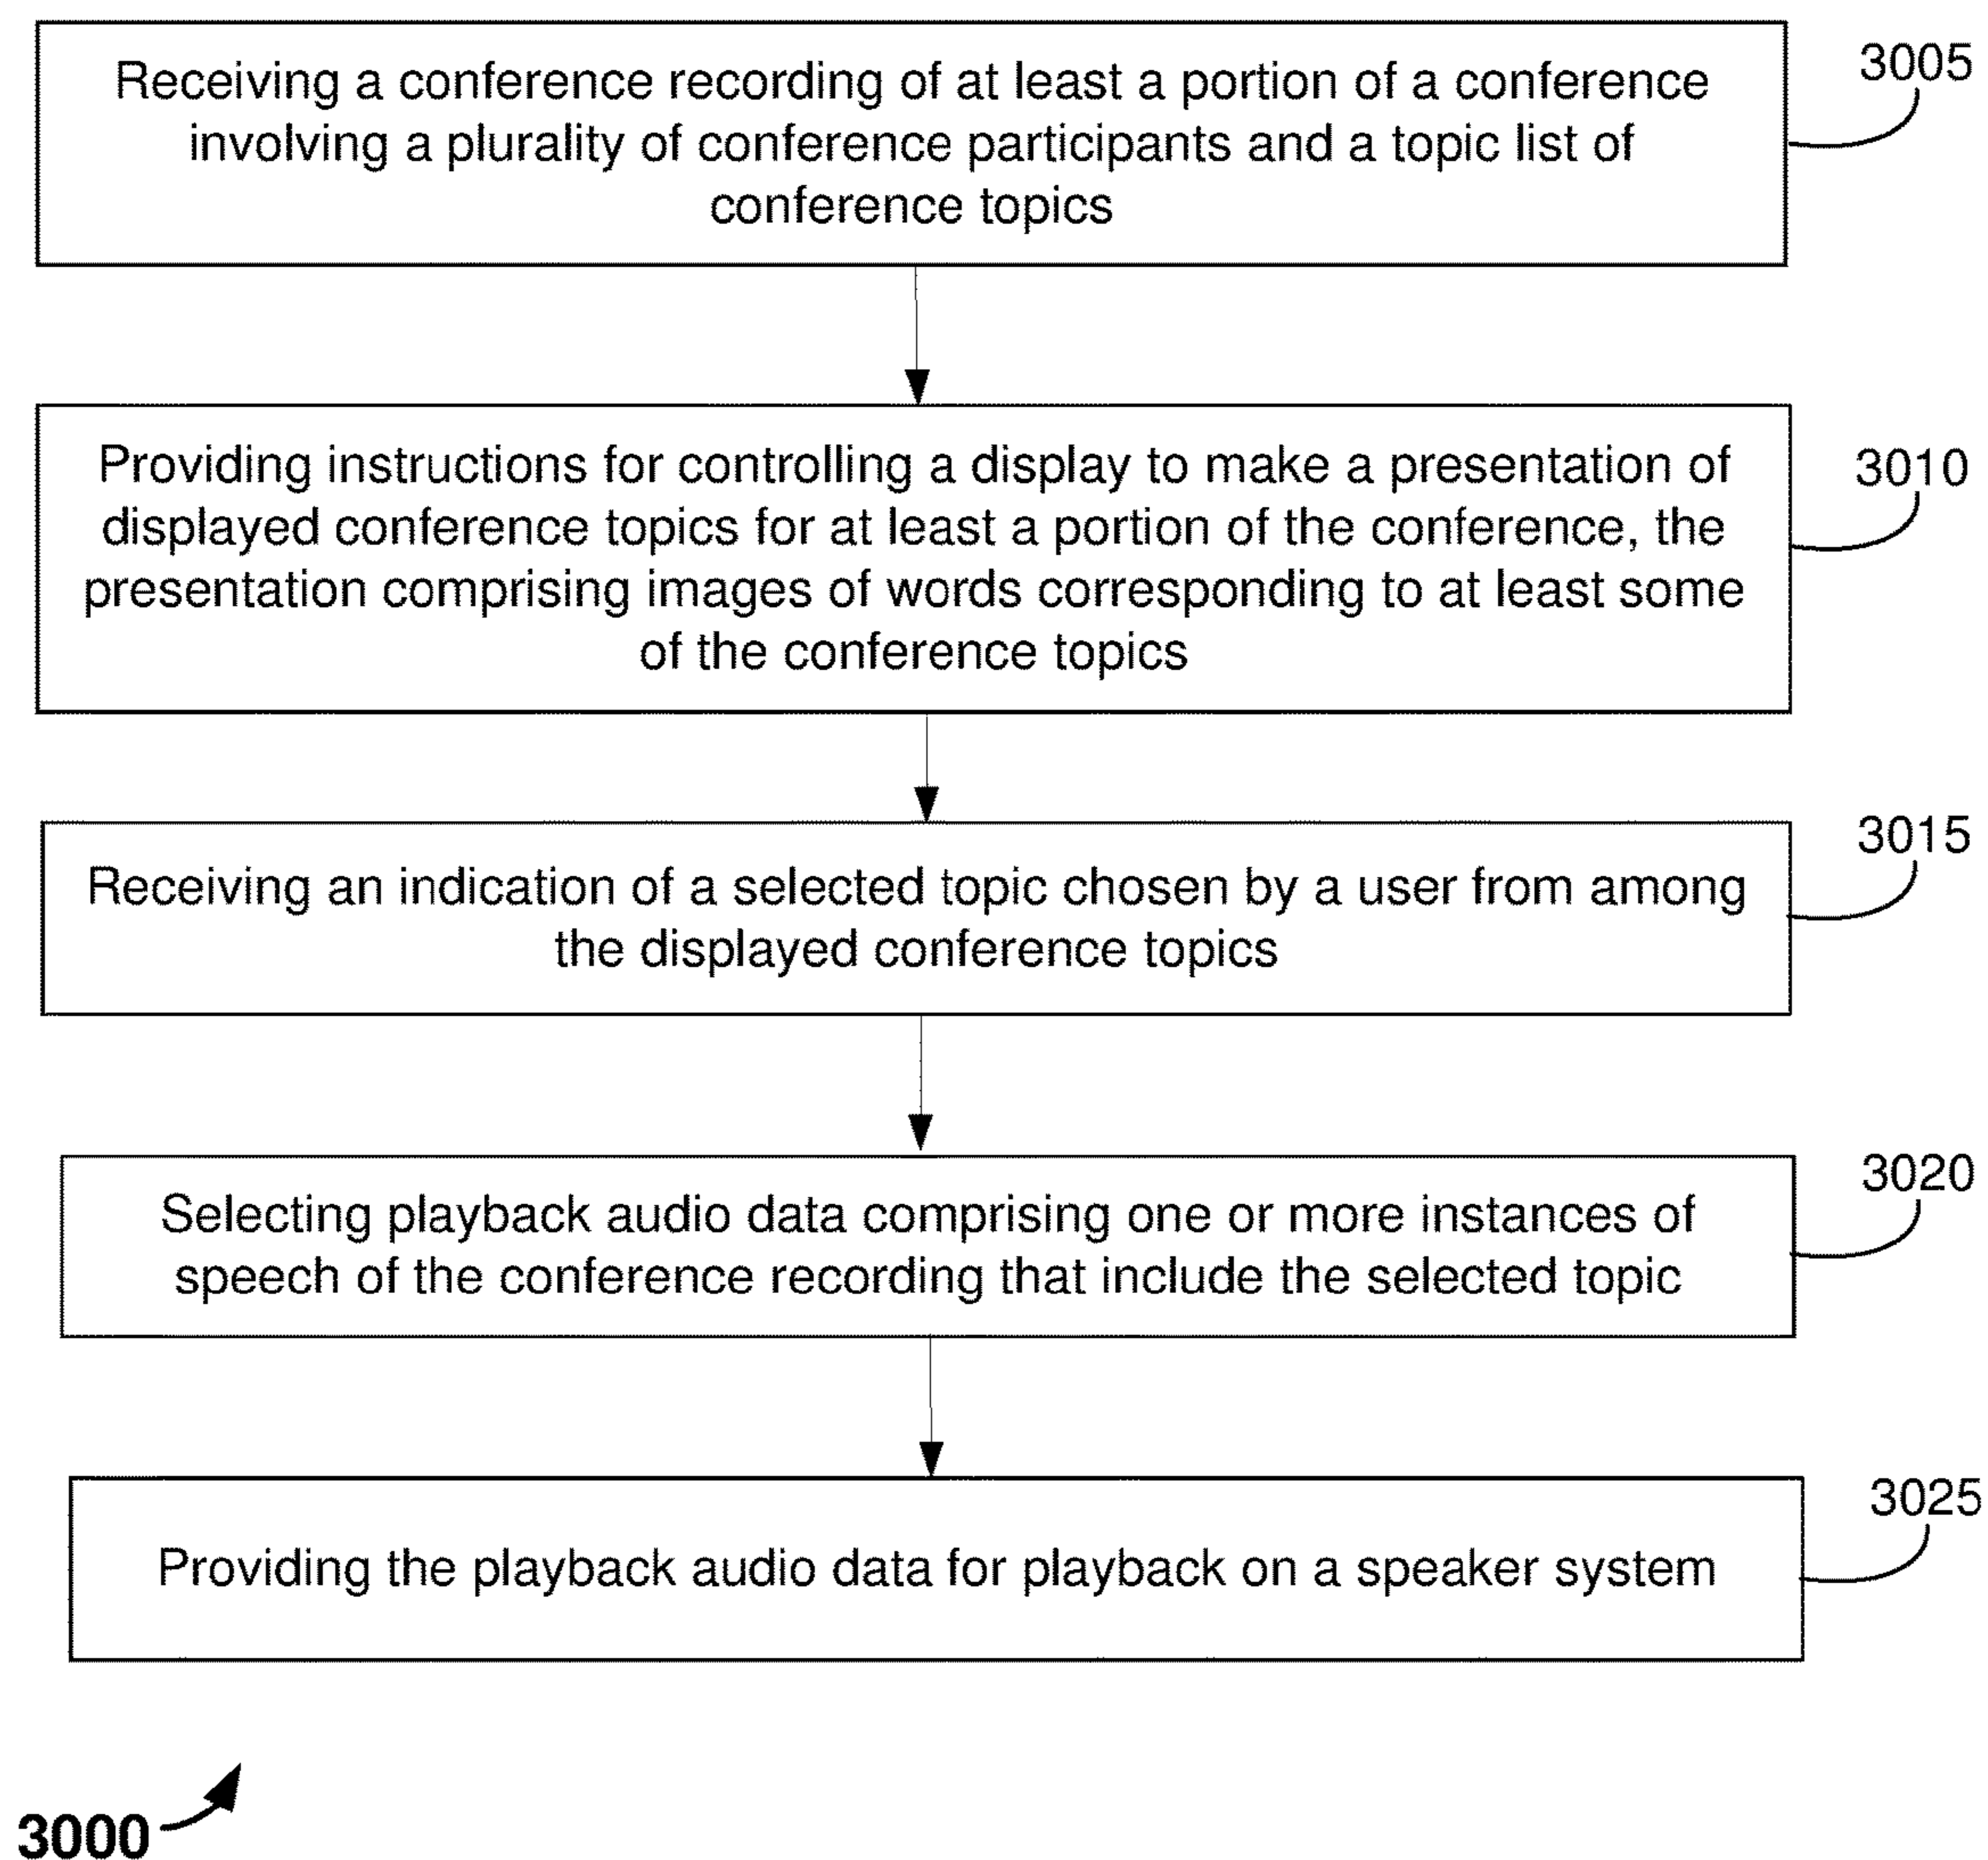 Receiving a conference recording of at least a portion of a conference
involving a plurality of conference participants and a topic list of
conference topics
3005
Providing instructions for controlling a display to make a presentation of
displayed conference topics for at least a portion of the conference, the
presentation comprising images of words corresponding to at least some
of the conference topics
3010
Receiving an indication of a selected topic chosen by a user from among
the displayed conference topics
3015
Selecting playback audio data comprising one or more instances of
speech of the conference recording that include the selected topic
3020
Providing the playback audio data for playback on a speaker system
3025
3000